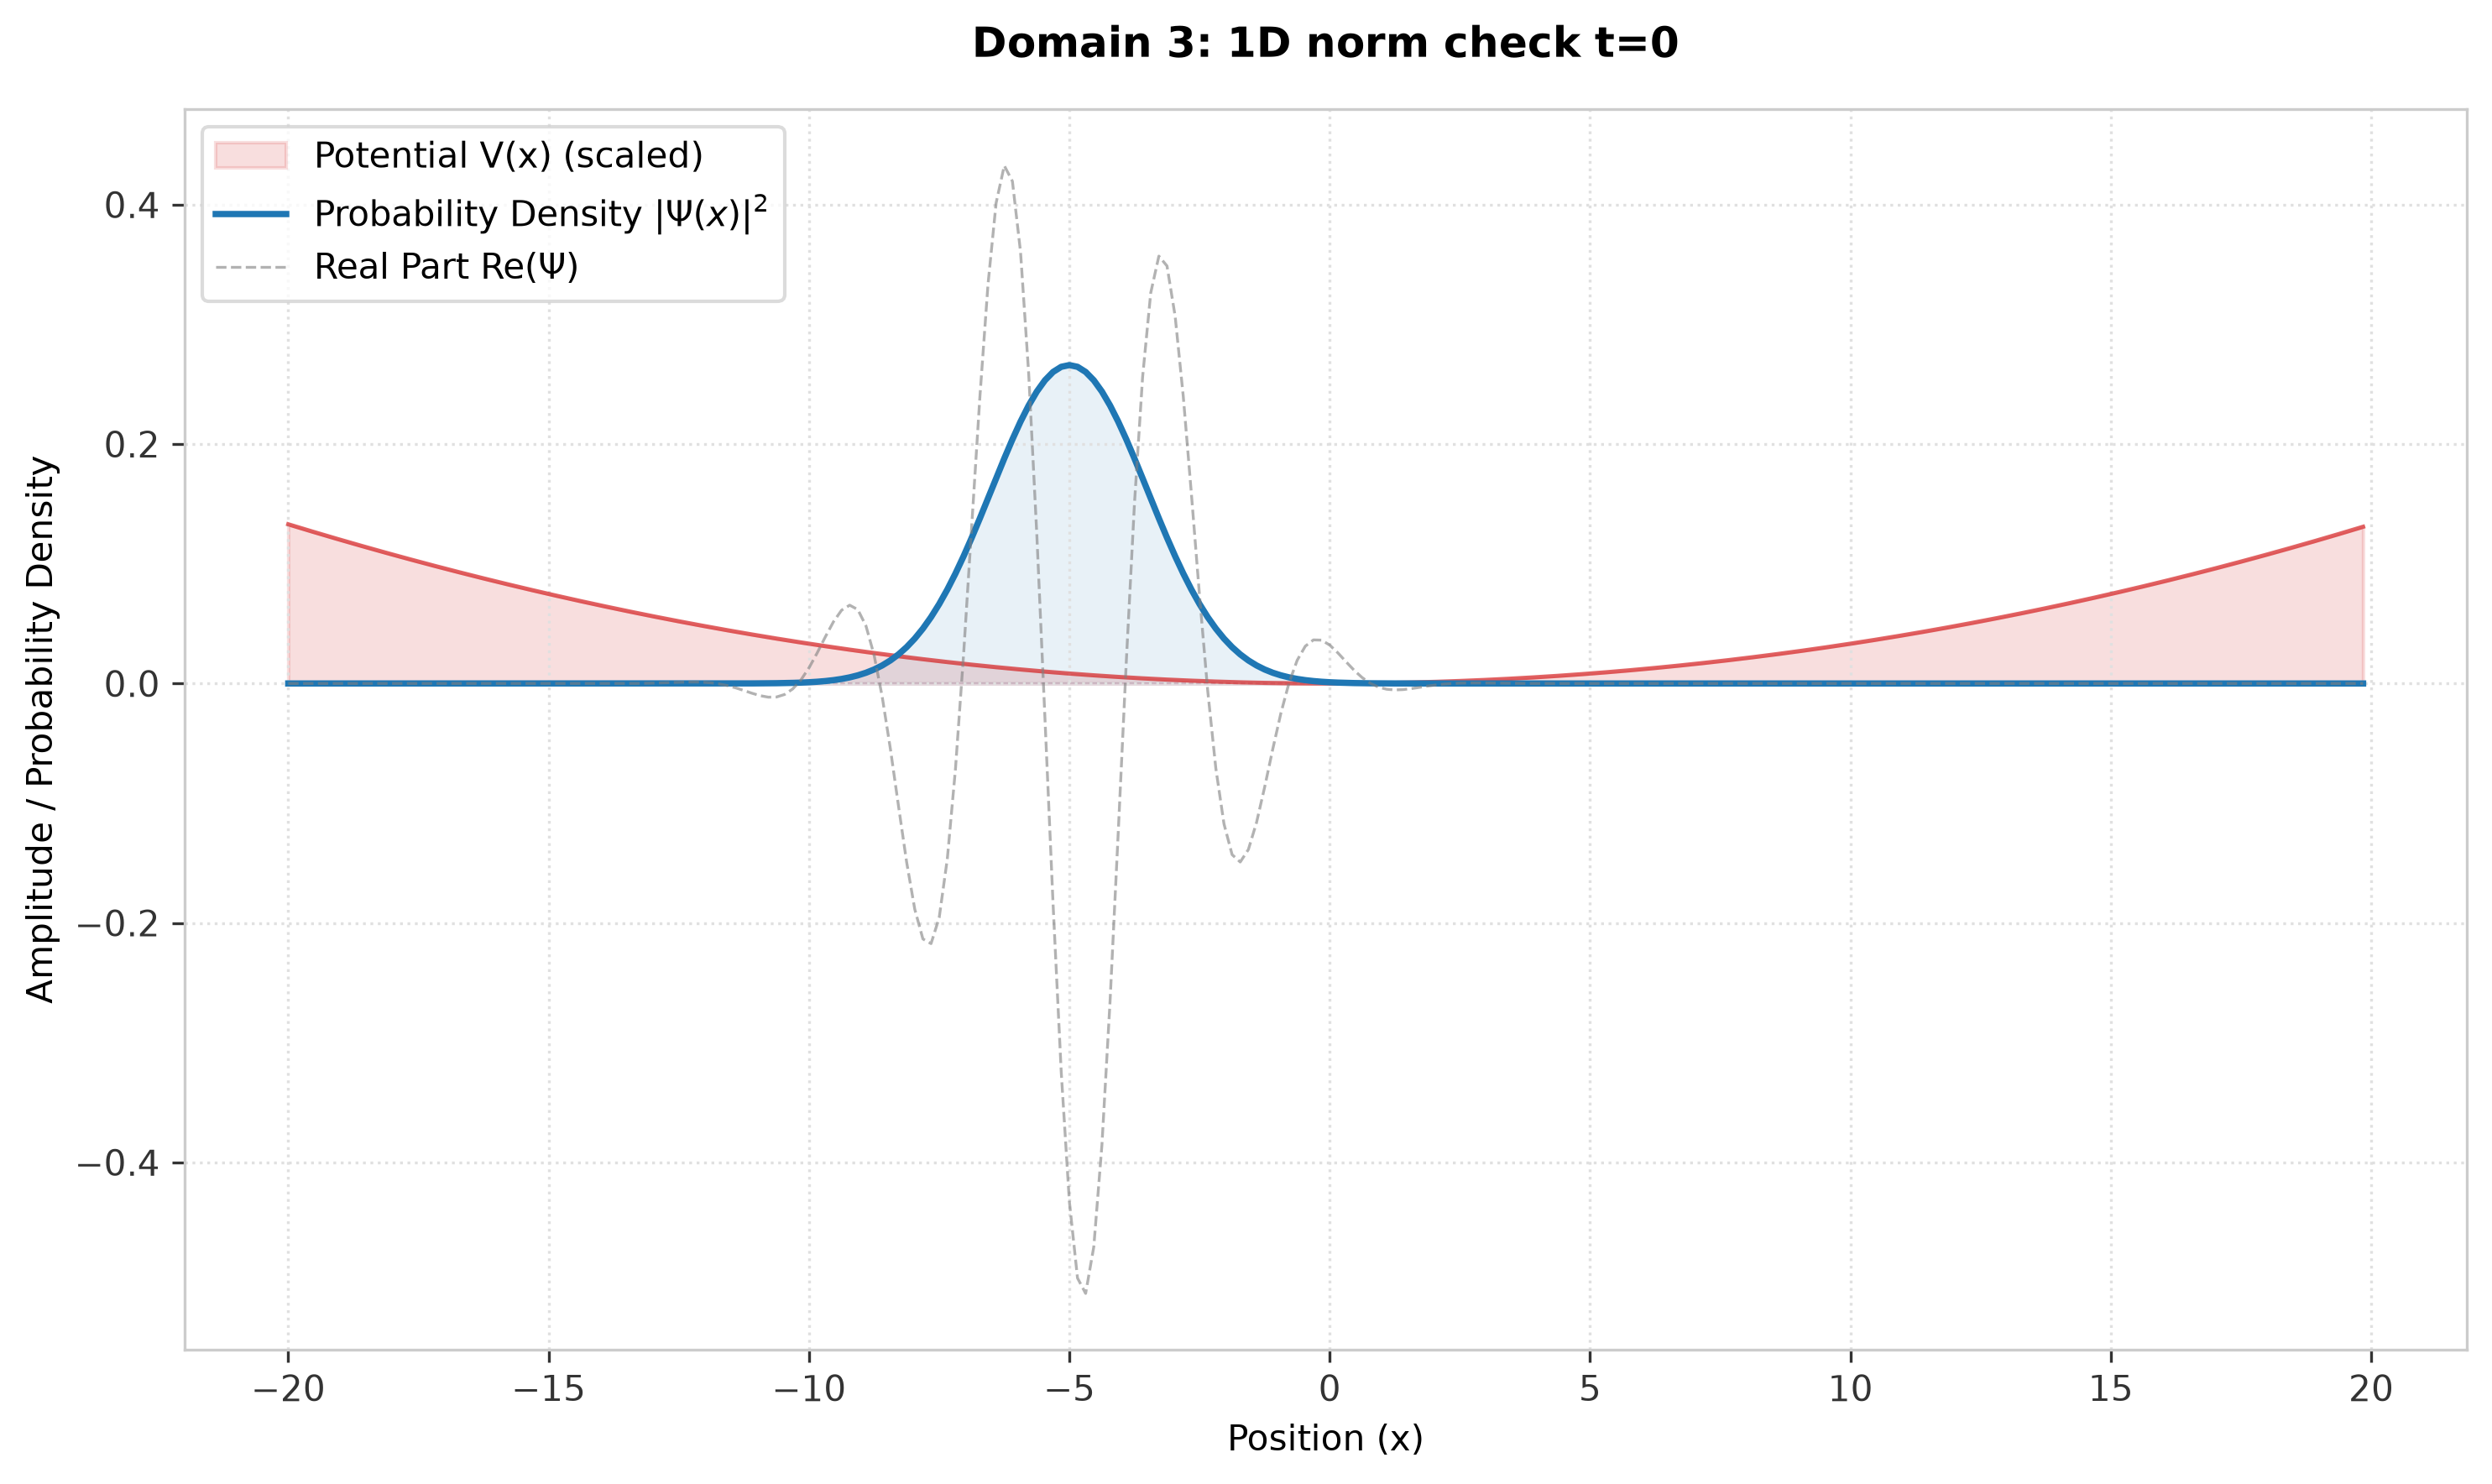 Domain 3: 1D norm check t=0
Potential V(x) (scaled)
Probability Density |Ψ(x)|²
Real Part Re(Ψ)
Amplitude / Probability Density
0.4
0.2
0.0
−0.2
−0.4
−20 −15 −10 −5 0 5 10 15 20
Position (x)